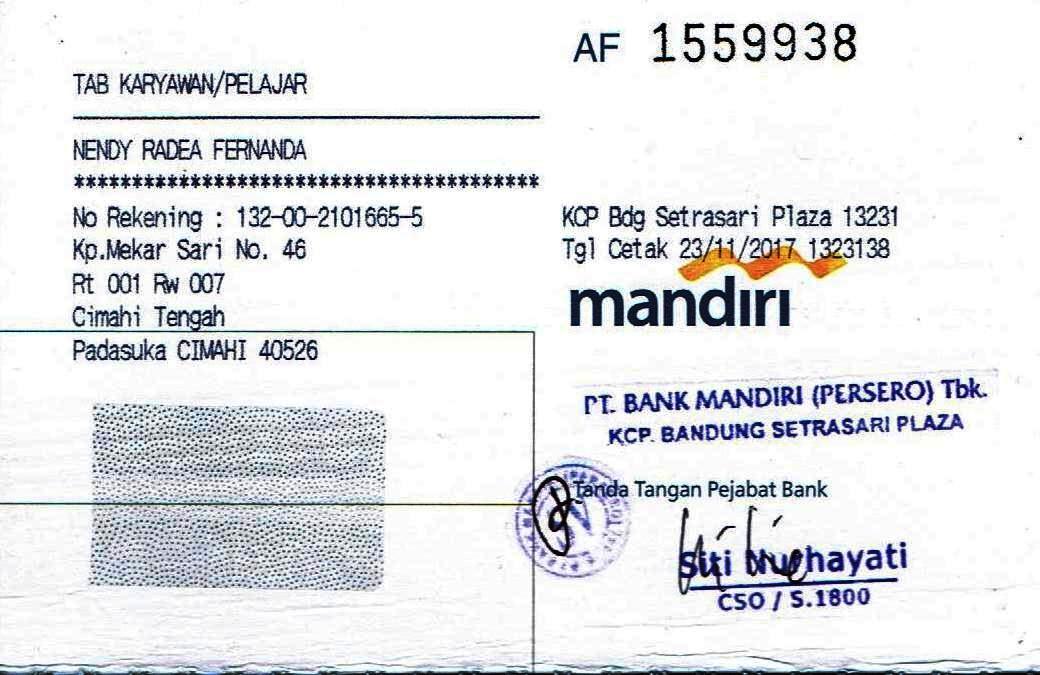 AF 1559938
TAB KARYAWAN/PELAJAR
NENDY RADEA FERNANDA
****************************************
No Rekening : 132-00-2101665-5
Kp.Mekar Sari No. 46
Rt 001 Rw 007
Cimahi Tengah
Padasuka CIMAHI 40526
KCP Bdg Setrasari Plaza 13231
Tgl Cetak 23/11/2017 1323138
mandiri
PT. BANK MANDIRI (PERSERO) Tbk.
KCP. BANDUNG SETRASARI PLAZA
Tanda Tangan Pejabat Bank
Siti Nurhayati
CSO / S.1800